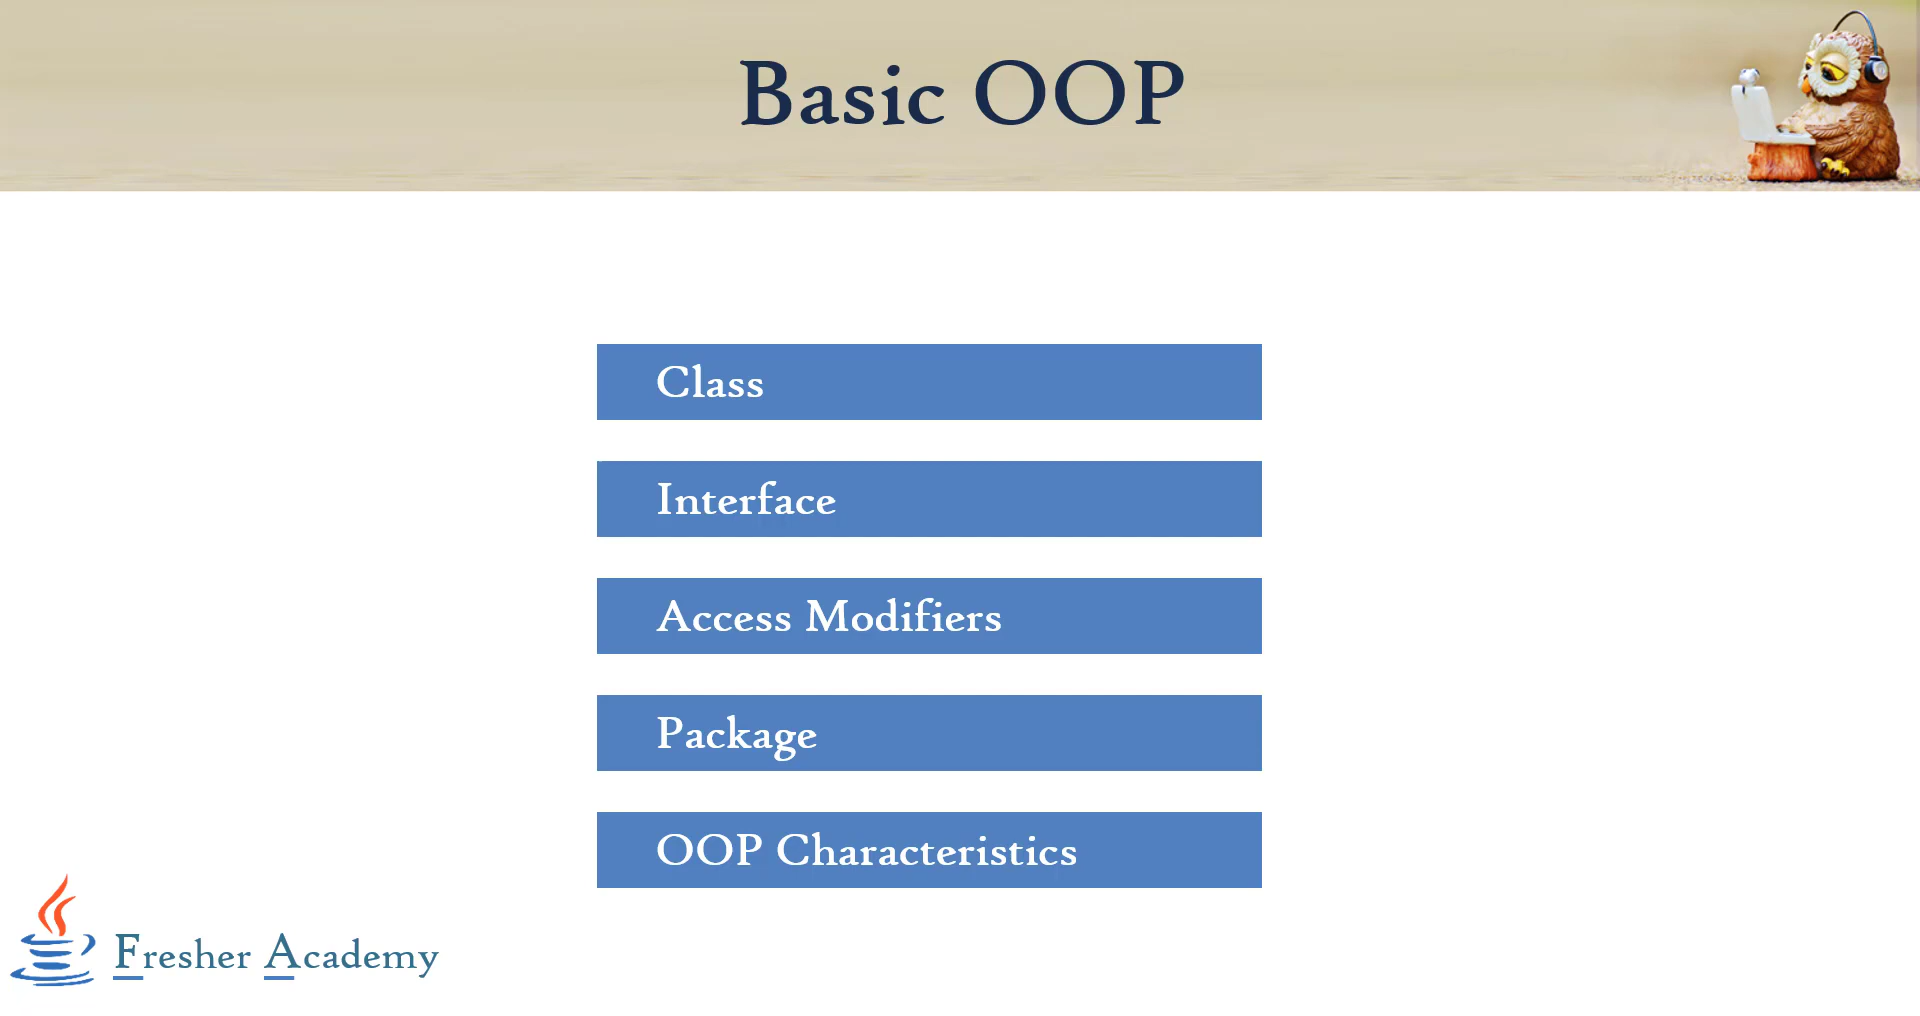 Basic OOP
Class
Interface
Access Modifiers
Package
OOP Characteristics
Fresher Academy